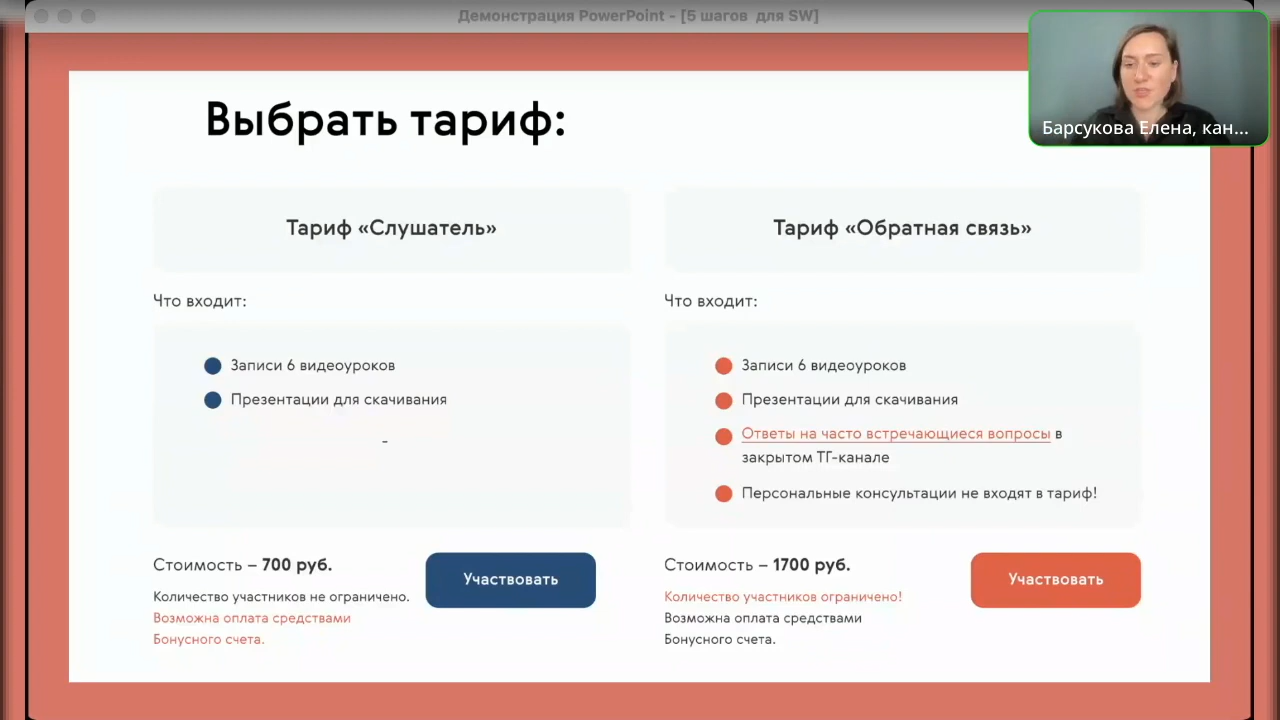 Демонстрация PowerPoint - [5 шагов для SW]
Барсукова Елена, кан...
Выбрать тариф:
Тариф «Слушатель»
Что входит:
Записи 6 видеоуроков
Презентации для скачивания
-
Стоимость – 700 руб.
Количество участников не ограничено.
Возможна оплата средствами
Бонусного счета.
Участвовать
Тариф «Обратная связь»
Что входит:
Записи 6 видеоуроков
Презентации для скачивания
Ответы на часто встречающиеся вопросы в
закрытом ТГ-канале
Персональные консультации не входят в тариф!
Стоимость – 1700 руб.
Количество участников ограничено!
Возможна оплата средствами
Бонусного счета.
Участвовать